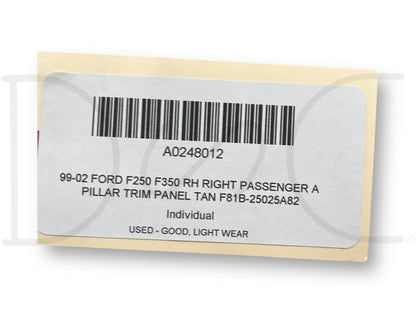 A0248012
99-02 FORD F250 F350 RH RIGHT PASSENGER A
PILLAR TRIM PANEL TAN F81B-25025A82
Individual
USED - GOOD, LIGHT WEAR